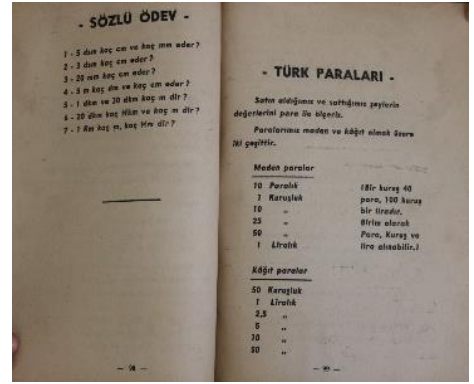 - SÖZLÜ ÖDEV -
1 - 5 dsm kaç cm ve kaç mm eder?
2 - 3 dsm kaç cm eder?
3 - 20 mm kaç cm eder?
4 - 5 m kaç dm ve kaç cm eder?
5 - 1 dkm ve 20 dkm kaç m dir?
6 - 20 dkm kaç Hkm ve kaç m dir?
7 - 1 Km kaç m, kaç Hm dir?
- 98 -
- TÜRK PARALARI -
Satın aldığımız ve sattığımız şeylerin
değerlerini para ile ölçeriz.
Paralarımız maden ve kâğıt olmak üzere
iki çeşittir.
Maden paralar
10 Paralık (Bir kuruş 40
1 Kuruşluk para, 100 kuruş
10 „ bir liradır.
25 „ Birim olarak
50 „ Para, Kuruş ve
1 Liralık lira alınabilir.)
Kâğıt paralar
50 Kuruşluk
1 Liralık
2,5 „
5 „
10 „
50 „
- 99 -